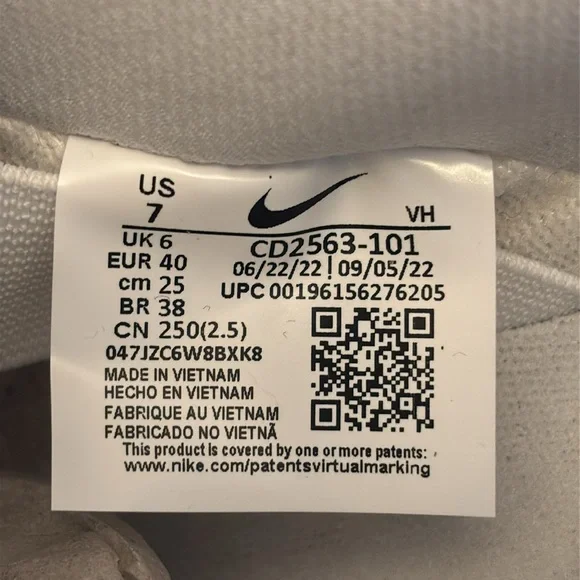 US
7
VH
UK 6
EUR 40
cm 25
BR 38
CN 250(2.5)
CD2563-101
06/22/22 | 09/05/22
UPC 00196156276205
047JZC6W8BXK8
MADE IN VIETNAM
HECHO EN VIETNAM
FABRIQUE AU VIETNAM
FABRICADO NO VIETNÃ
This product is covered by one or more patents:
www.nike.com/patentsvirtualmarking